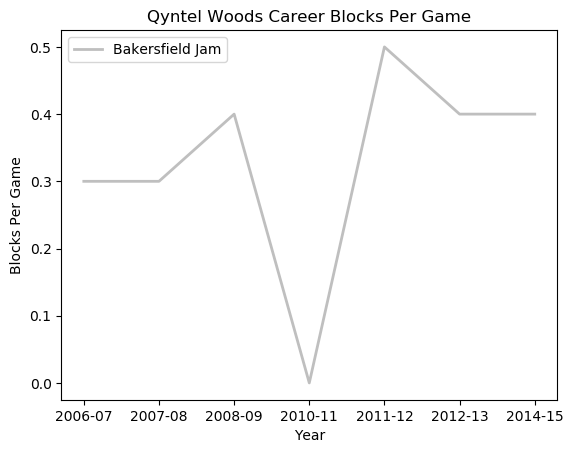 Qyntel Woods Career Blocks Per Game
Bakersfield Jam
0.5
0.4
0.3
0.2
0.1
0.0
Blocks Per Game
2006-07 2007-08 2008-09 2010-11 2011-12 2012-13 2014-15
Year